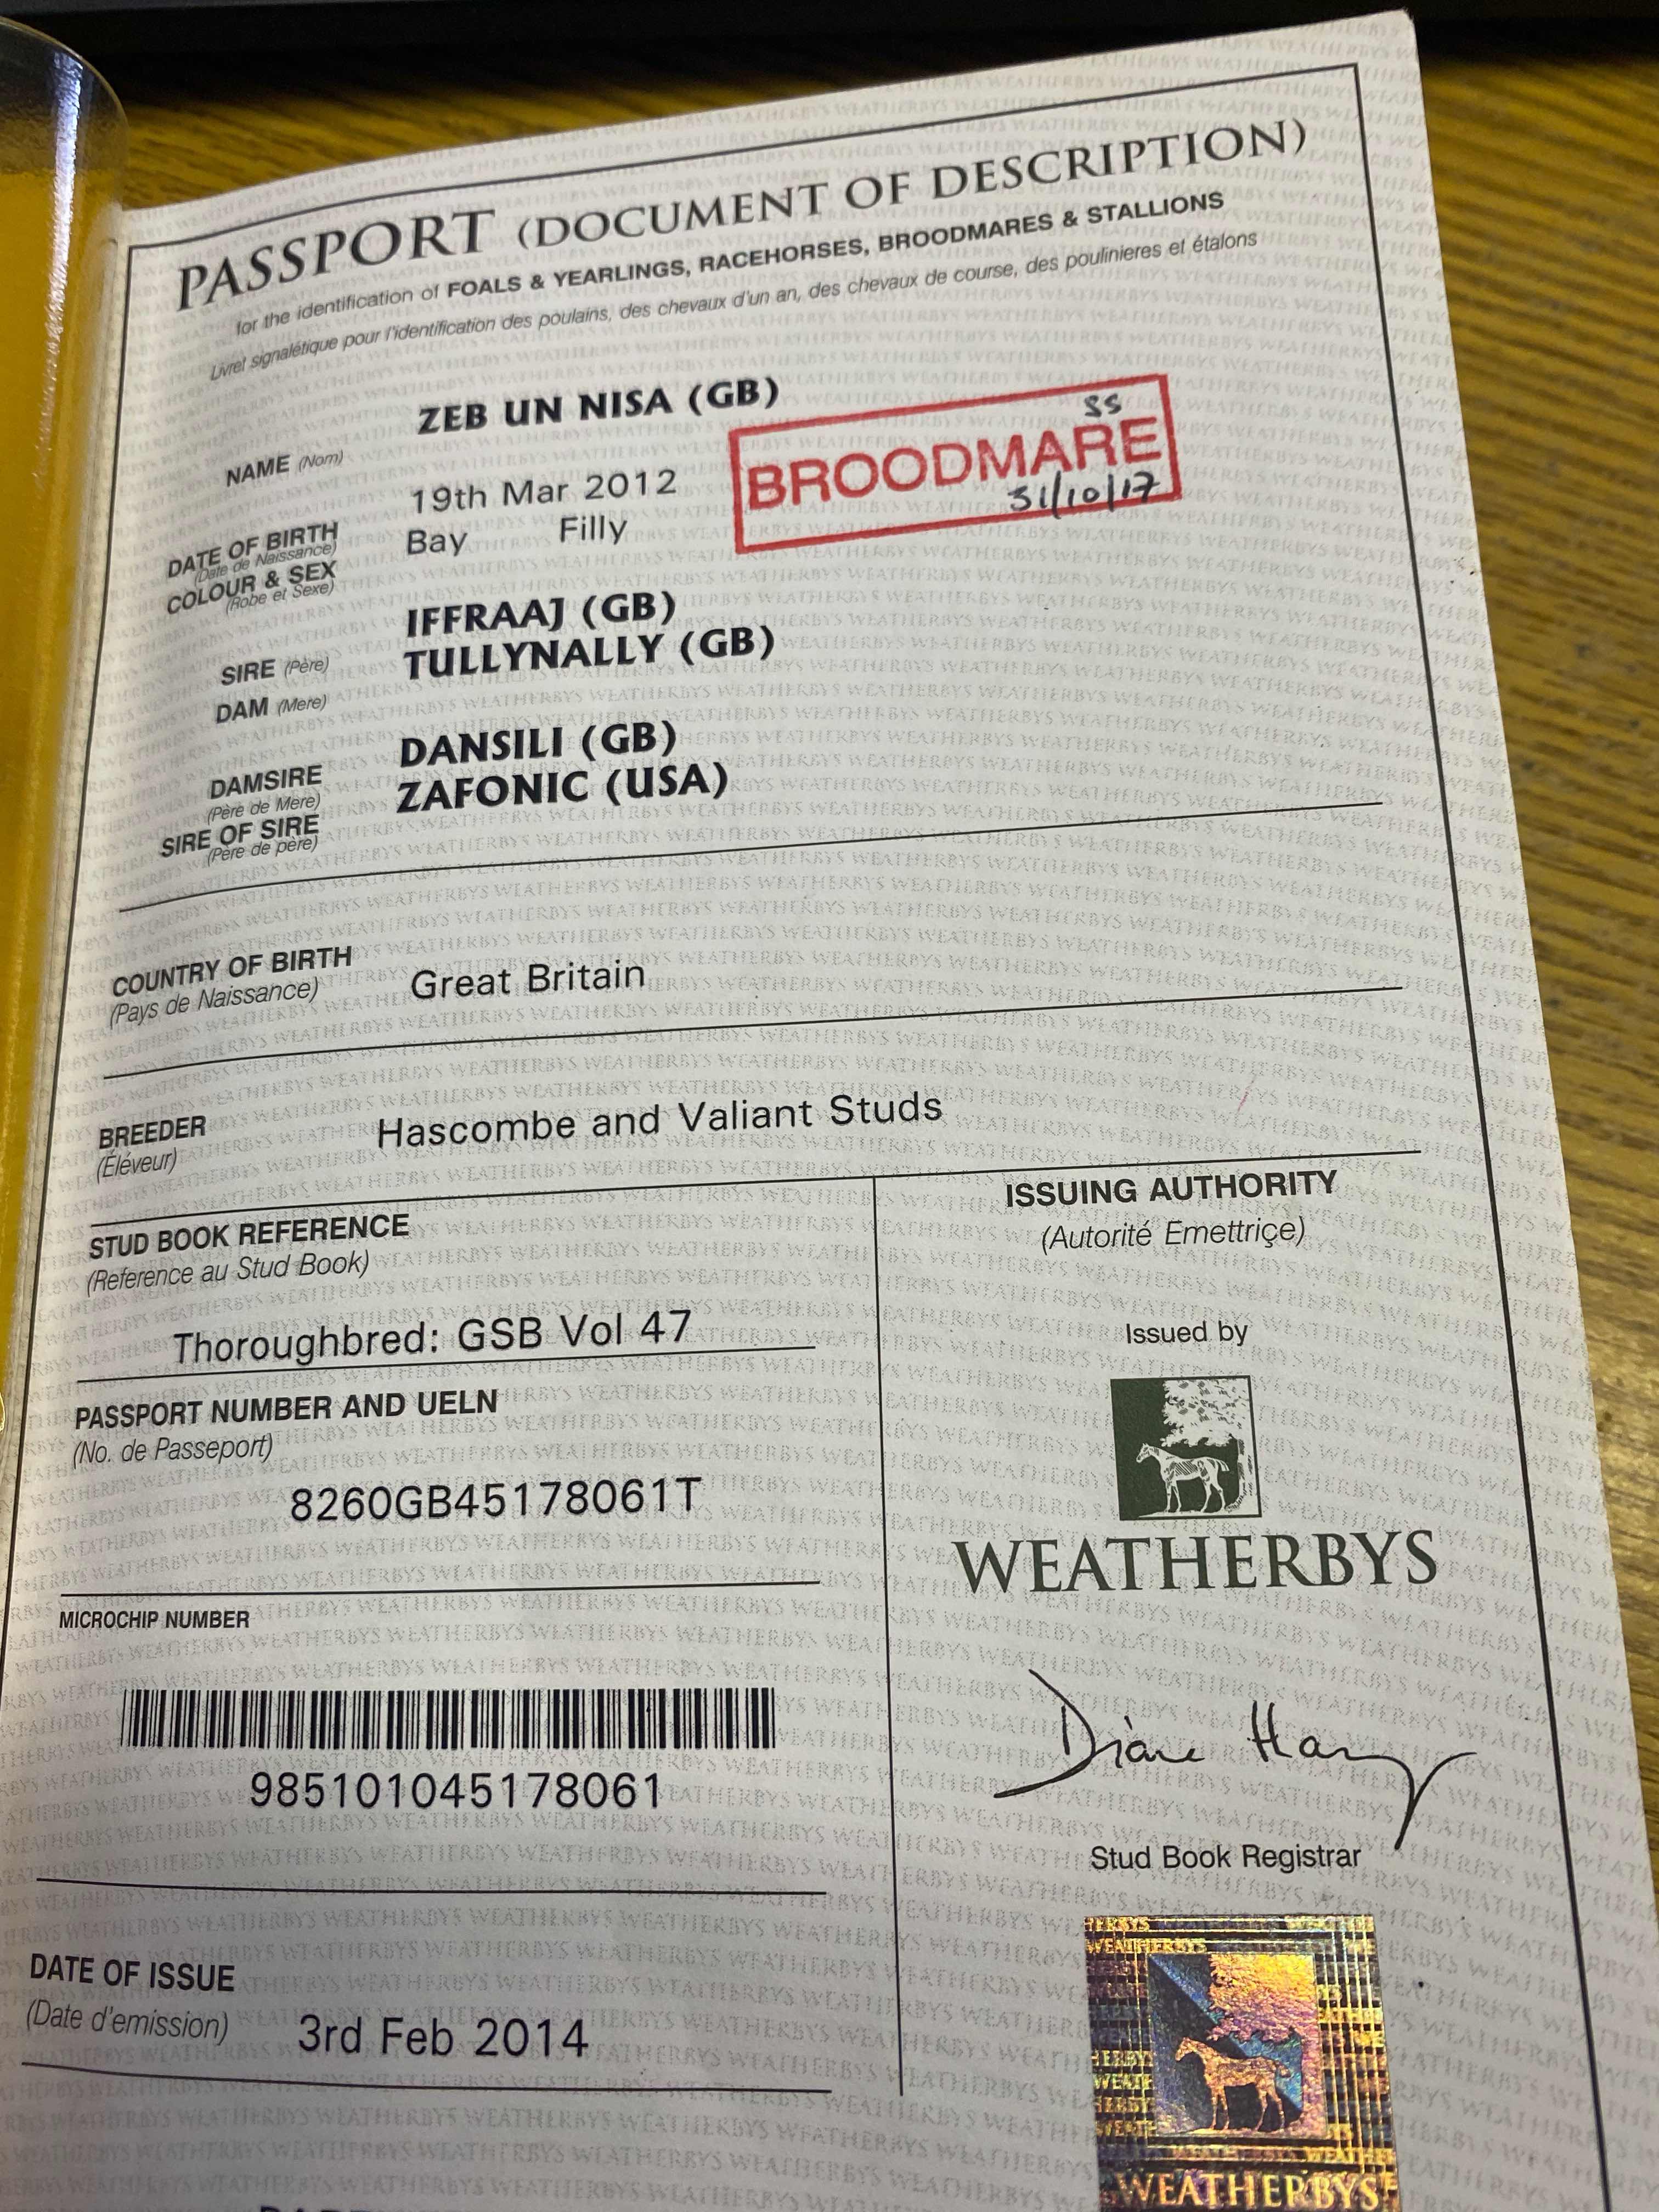 PASSPORT (DOCUMENT OF DESCRIPTION)
for the identification of FOALS & YEARLINGS, RACEHORSES, BROODMARES & STALLIONS
Livret signalétique pour l'identification des poulains, des chevaux d'un an, des chevaux de course, des poulinieres et étalons
NAME (Nom) ZEB UN NISA (GB)
SS
BROODMARE
31/10/17
DATE OF BIRTH 19th Mar 2012
(Date de Naissance)
COLOUR & SEX Bay Filly
(Robe et Sexe)
SIRE (Père) IFFRAAJ (GB)
DAM (Mere) TULLYNALLY (GB)
DAMSIRE DANSILI (GB)
(Père de Mere)
SIRE OF SIRE ZAFONIC (USA)
(Père de père)
COUNTRY OF BIRTH Great Britain
(Pays de Naissance)
BREEDER Hascombe and Valiant Studs
(Éléveur)
STUD BOOK REFERENCE
(Reference au Stud Book)
Thoroughbred: GSB Vol 47
PASSPORT NUMBER AND UELN
(No. de Passeport)
8260GB45178061T
MICROCHIP NUMBER
985101045178061
DATE OF ISSUE
(Date d'emission) 3rd Feb 2014
ISSUING AUTHORITY
(Autorité Emettriçe)
Issued by
WEATHERBYS
Stud Book Registrar
WEATHERBYS